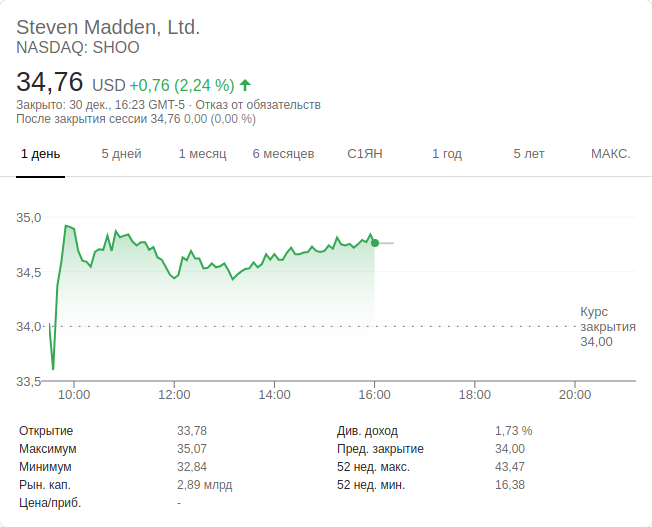 Steven Madden, Ltd.
NASDAQ: SHOO
34,76 USD +0,76 (2,24 %)
Закрыто: 30 дек., 16:23 GMT-5 · Отказ от обязательств
После закрытия сессии 34,76 0,00 (0,00 %)
1 день 5 дней 1 месяц 6 месяцев С1ЯН 1 год 5 лет МАКС.
35,0
34,5
34,0
33,5
Курс
закрытия
34,00
10:00 12:00 14:00 16:00 18:00 20:00
Открытие 33,78 Див. доход 1,73 %
Максимум 35,07 Пред. закрытие 34,00
Минимум 32,84 52 нед. макс. 43,47
Рын. кап. 2,89 млрд 52 нед. мин. 16,38
Цена/приб. -